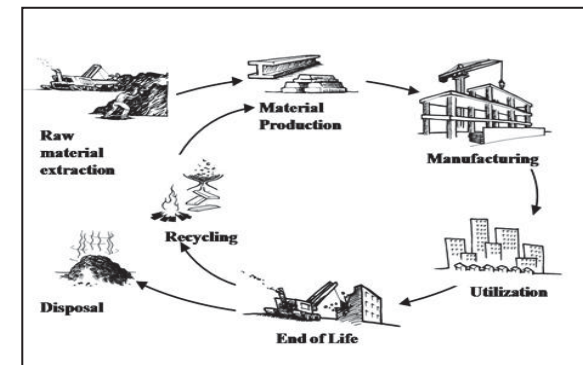 Raw
material
extraction
Material
Production
Manufacturing
Utilization
End of Life
Recycling
Disposal